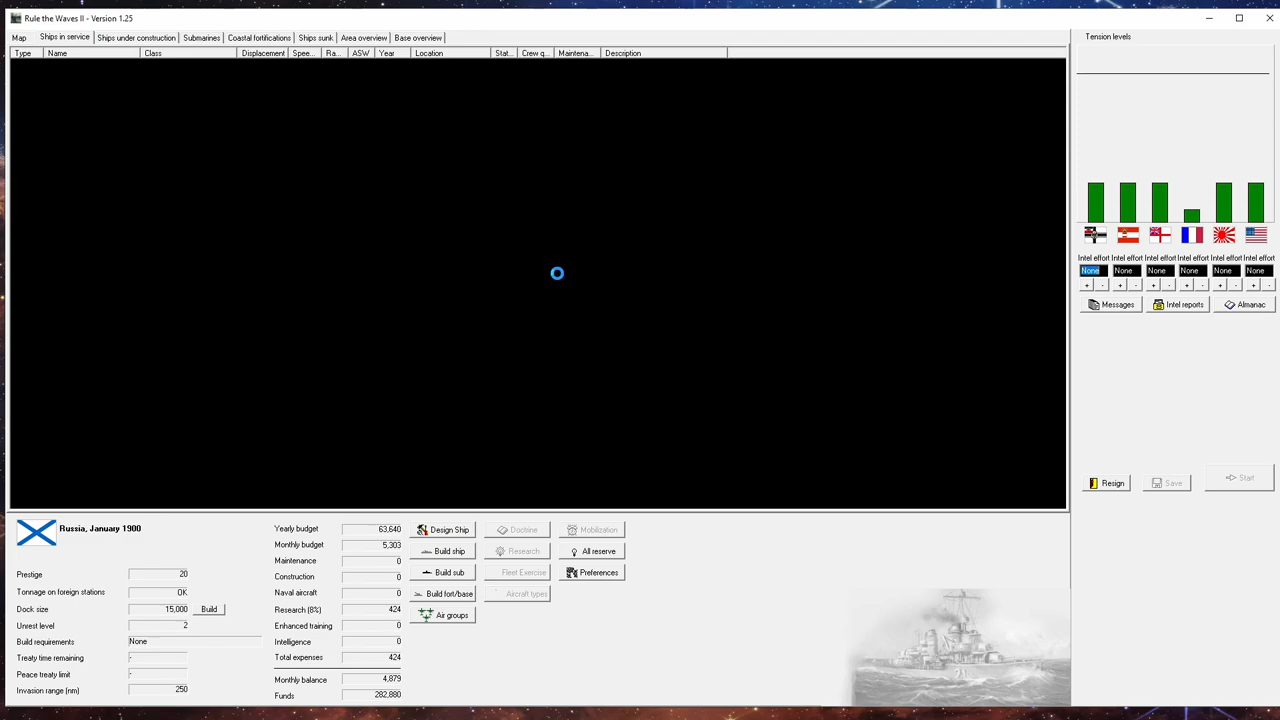 Rule the Waves II - Version 1.25
Map Ships in service Ships under construction Submarines Coastal fortifications Ships sunk Area overview Base overview
Type Name Class Displacement Spee... Ra... ASW Year Location Stat... Crew q... Maintena... Description
Tension levels
Intel effort Intel effort Intel effort Intel effort Intel effort Intel effort
None None None None None None
+ - + - + - + - + - + -
Messages Intel reports Almanac
Resign Save Start
Russia, January 1900
Prestige 20
Tonnage on foreign stations OK
Dock size 15,000 Build
Unrest level 2
Build requirements None
Treaty time remaining -
Peace treaty limit -
Invasion range (nm) 250
Yearly budget 63,640
Monthly budget 5,303
Maintenance 0
Construction 0
Naval aircraft 0
Research (8%) 424
Enhanced training 0
Intelligence 0
Total expenses 424
Monthly balance 4,879
Funds 282,880
Design Ship Doctrine Mobilization
Build ship Research All reserve
Build sub Fleet Exercise Preferences
Build fort/base Aircraft types
Air groups